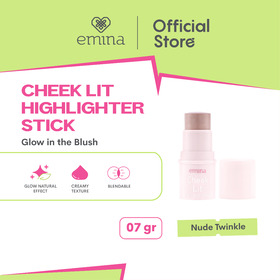 emina
Official
Store
CHEEK LIT
HIGHLIGHTER
STICK
Glow in the Blush
GLOW NATURAL
EFFECT
CREAMY
TEXTURE
BLENDABLE
emina
07 gr
Nude Twinkle